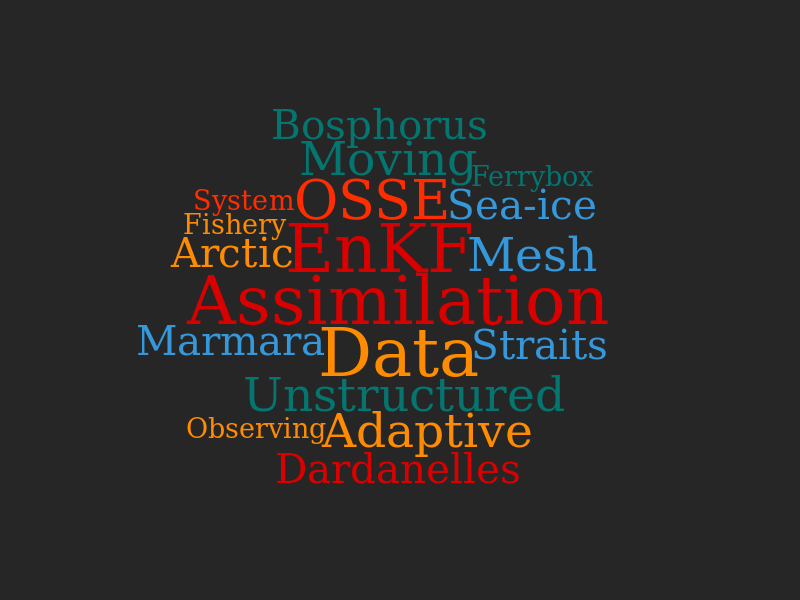 Bosphorus
Moving
Ferrybox
System
OSSE
Sea-ice
Fishery
Arctic
EnKF
Mesh
Assimilation
Marmara
Data
Straits
Unstructured
Observing
Adaptive
Dardanelles